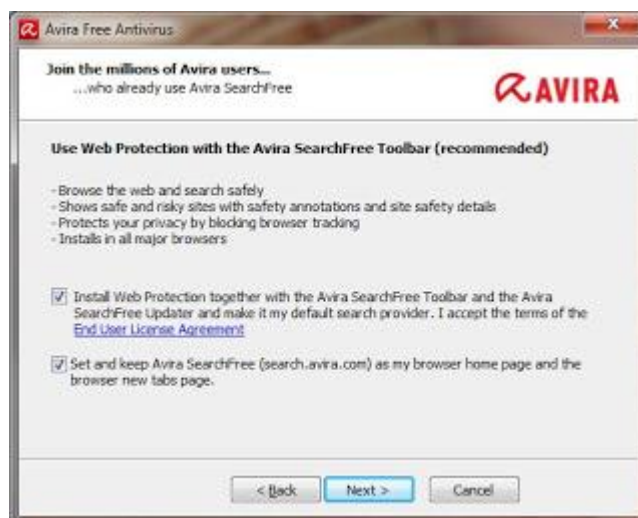 Avira Free Antivirus
Join the millions of Avira users...
...who already use Avira SearchFree
AVIRA
Use Web Protection with the Avira SearchFree Toolbar (recommended)
- Browse the web and search safely
- Shows safe and risky sites with safety annotations and site safety details
- Protects your privacy by blocking browser tracking
- Installs in all major browsers
Install Web Protection together with the Avira SearchFree Toolbar and the Avira
SearchFree Updater and make it my default search provider. I accept the terms of the
End User License Agreement
Set and keep Avira SearchFree (search.avira.com) as my browser home page and the
browser new tabs page.
< Back Next > Cancel